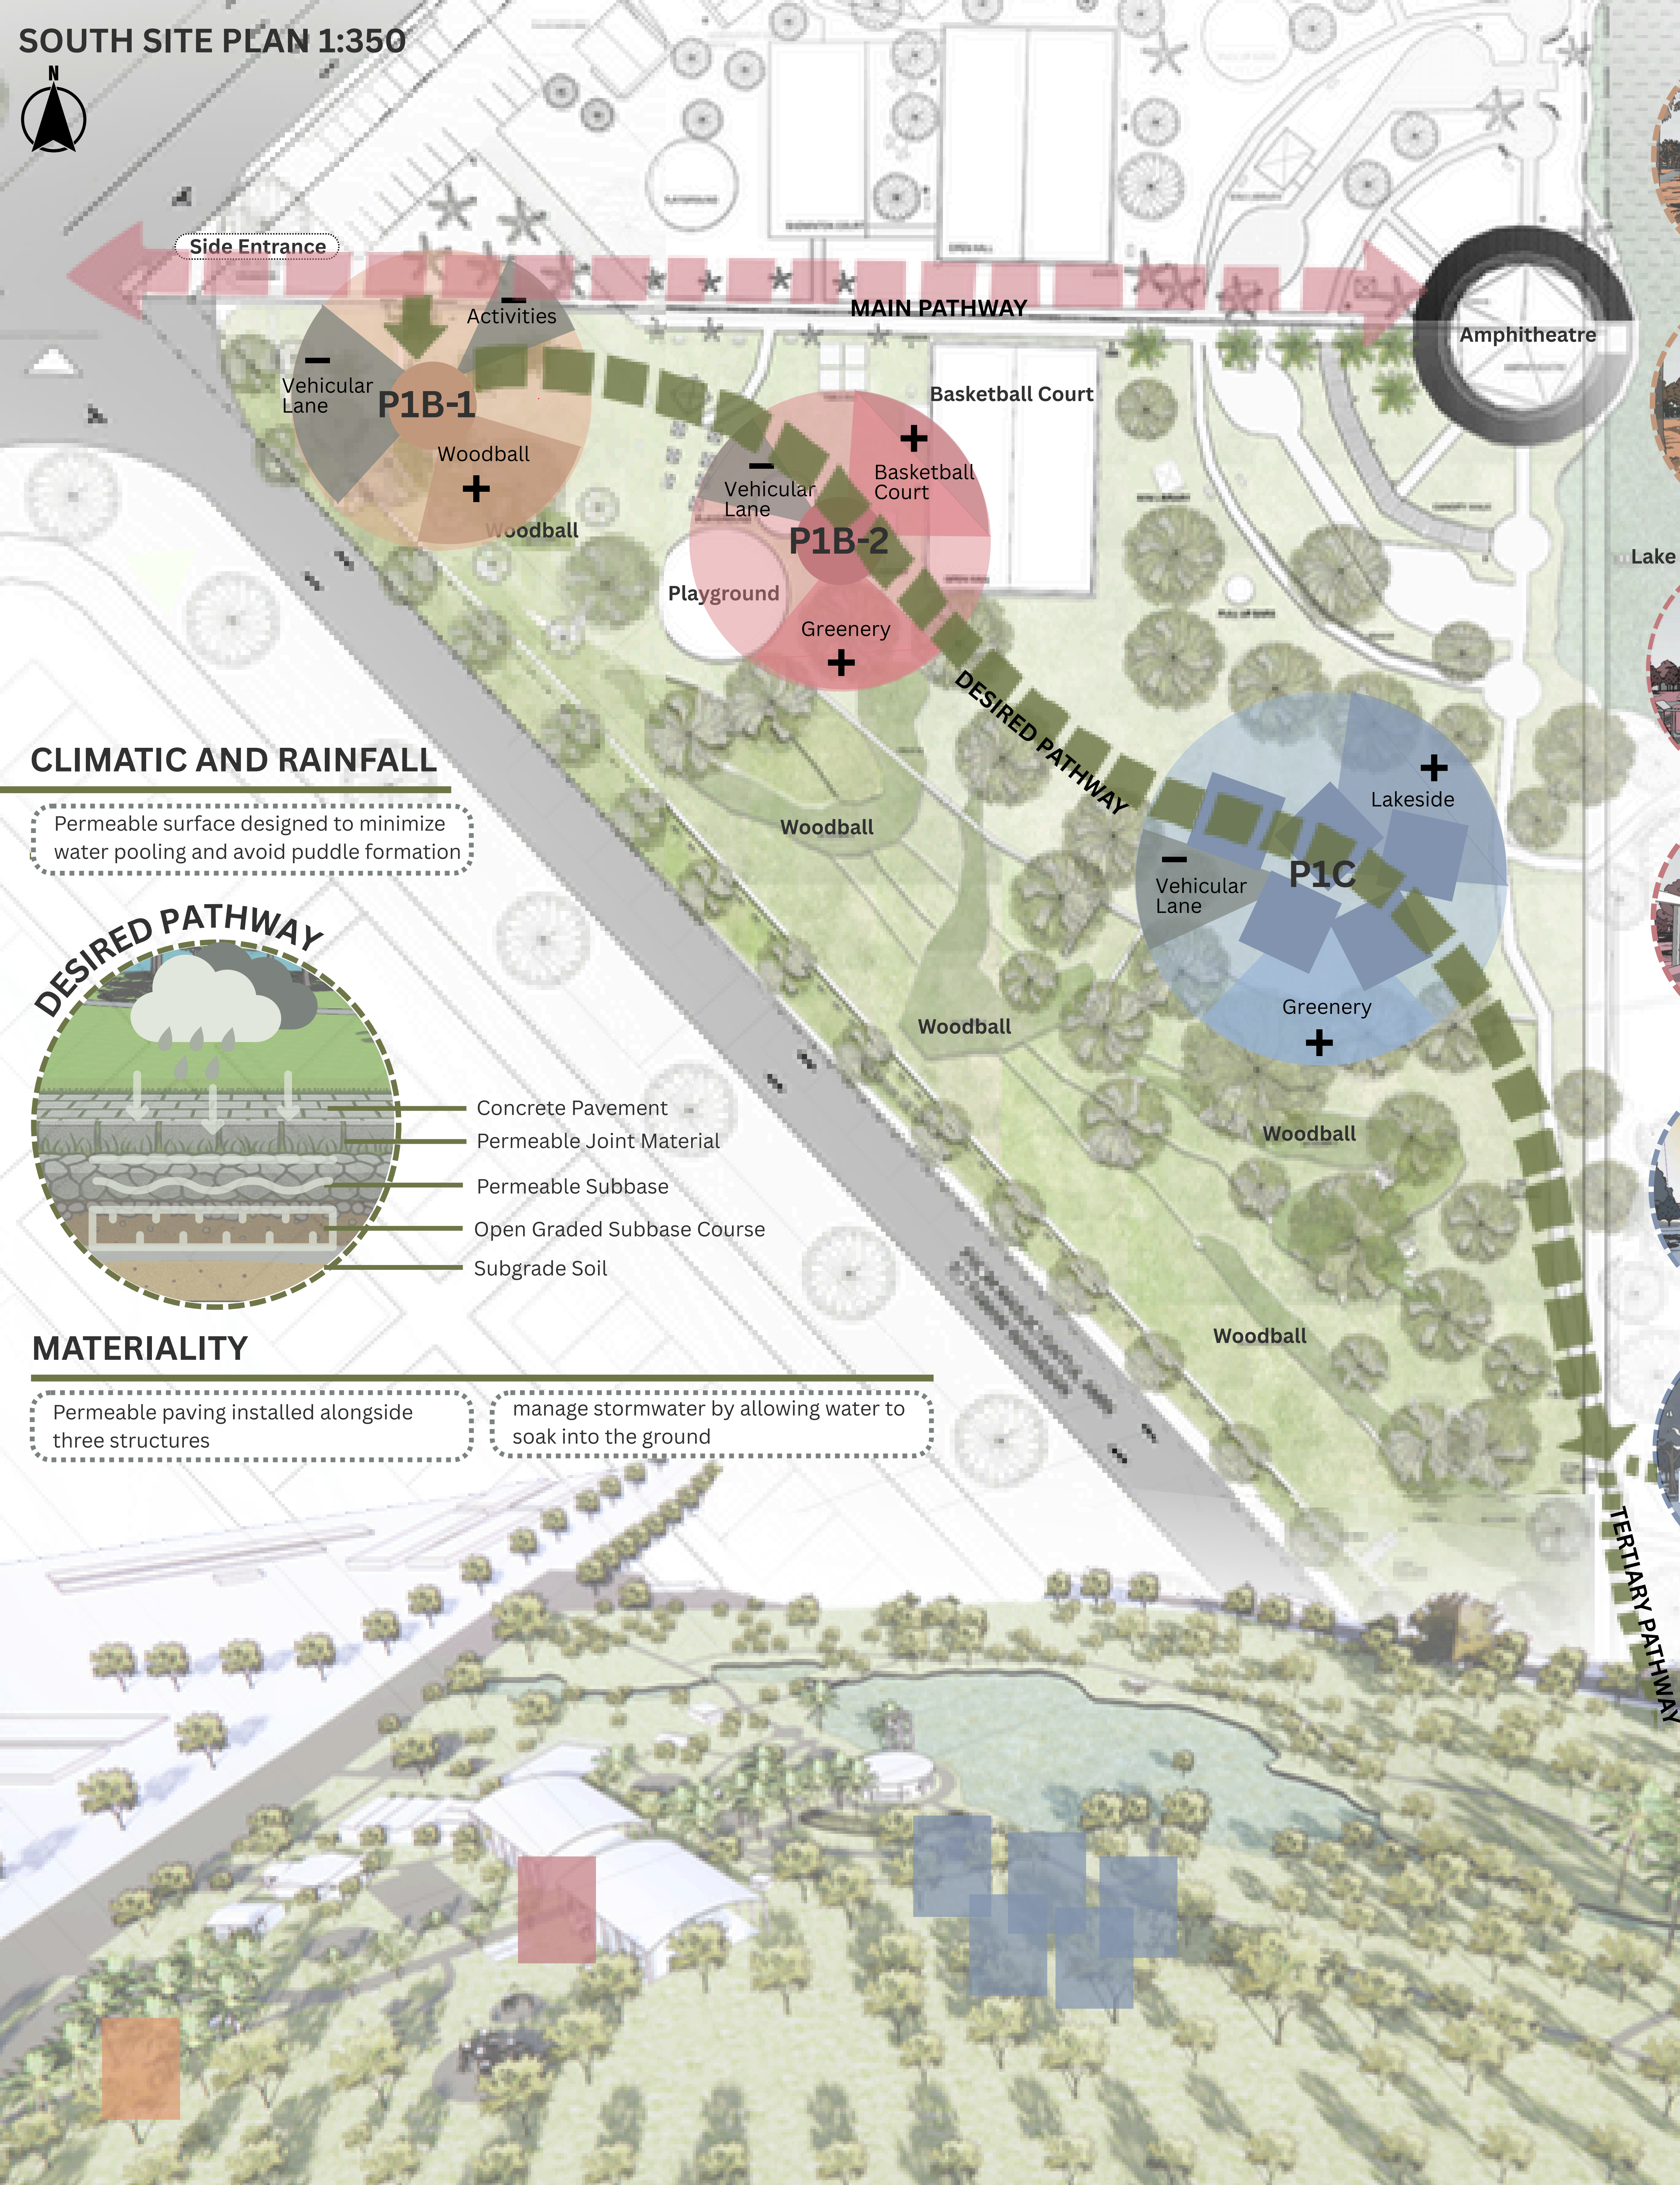 SOUTH SITE PLAN 1:350
N
Side Entrance
MAIN PATHWAY
Amphitheatre
Activities
Vehicular
Lane
P1B-1
Woodball
Woodball
Basketball Court
Basketball
Court
Vehicular
Lane
P1B-2
Playground
Greenery
Lake
DESIRED PATHWAY
Lakeside
P1C
Vehicular
Lane
Greenery
Woodball
Woodball
Woodball
Woodball
TERTIARY PATHWAY
CLIMATIC AND RAINFALL
Permeable surface designed to minimize
water pooling and avoid puddle formation
DESIRED PATHWAY
Concrete Pavement
Permeable Joint Material
Permeable Subbase
Open Graded Subbase Course
Subgrade Soil
MATERIALITY
Permeable paving installed alongside
three structures
manage stormwater by allowing water to
soak into the ground